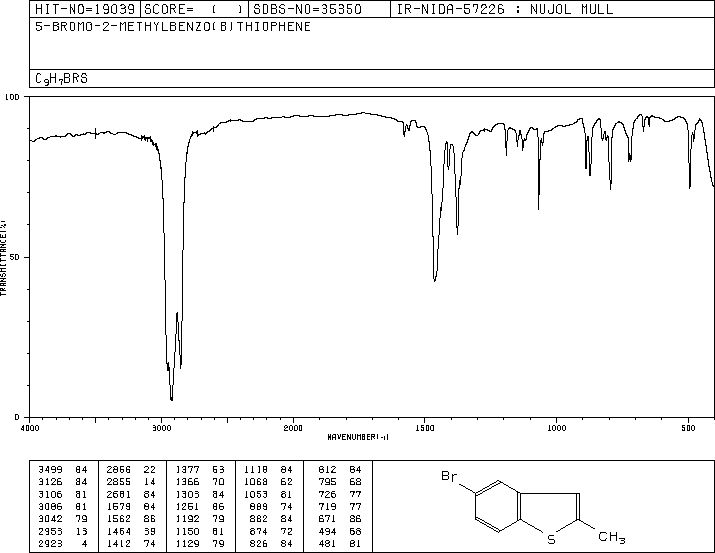 HIT-NO=19039 SCORE= ( ) SDBS-NO=35350 IR-NIDA-57226 : NUJOL MULL
5-BROMO-2-METHYLBENZO(B)THIOPHENE
C9H7BRS
100
50
0
TRANSMITTANCE(%)
4000 3000 2000 1500 1000 500
WAVENUMBER(-1)
3499 84 2866 22 1377 53 1118 84 812 84
3126 84 2855 14 1366 70 1068 62 795 68
3106 81 2681 84 1303 84 1053 81 726 77
3086 81 1579 84 1251 86 889 74 719 77
3042 79 1562 86 1192 79 882 84 671 86
2953 13 1464 39 1150 81 874 72 494 68
2923 4 1412 74 1129 79 826 84 481 81
Br
S
CH3